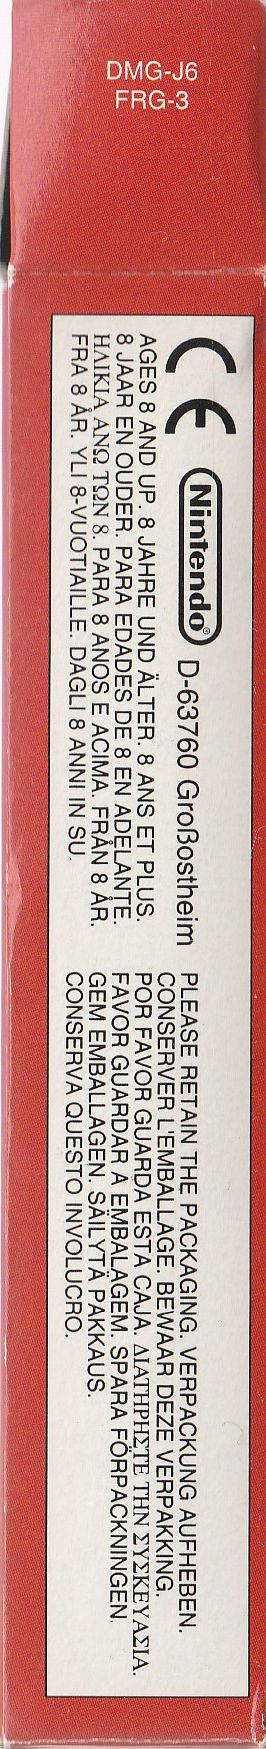 DMG-J6
FRG-3
CE Nintendo® D-63760 Großostheim
AGES 8 AND UP. 8 JAHRE UND ÄLTER. 8 ANS ET PLUS.
8 JAAR EN OUDER. PARA EDADES DE 8 EN ADELANTE.
ΗΛΙΚΙΑ ΑΝΩ ΤΩΝ 8. PARA 8 ANOS E ACIMA. FRÅN 8 ÅR.
FRA 8 ÅR. YLI 8-VUOTIAILLE. DAGLI 8 ANNI IN SU.
PLEASE RETAIN THE PACKAGING. VERPACKUNG AUFHEBEN.
CONSERVER L'EMBALLAGE. BEWAAR DEZE VERPAKKING.
POR FAVOR GUARDA ESTA CAJA. ΔΙΑΤΗΡΗΣΤΕ ΤΗΝ ΣΥΣΚΕΥΑΣΙΑ.
FAVOR GUARDAR A EMBALAGEM. SPARA FÖRPACKNINGEN.
GEM EMBALLAGEN. SÄILYTÄ PAKKAUS.
CONSERVA QUESTO INVOLUCRO.